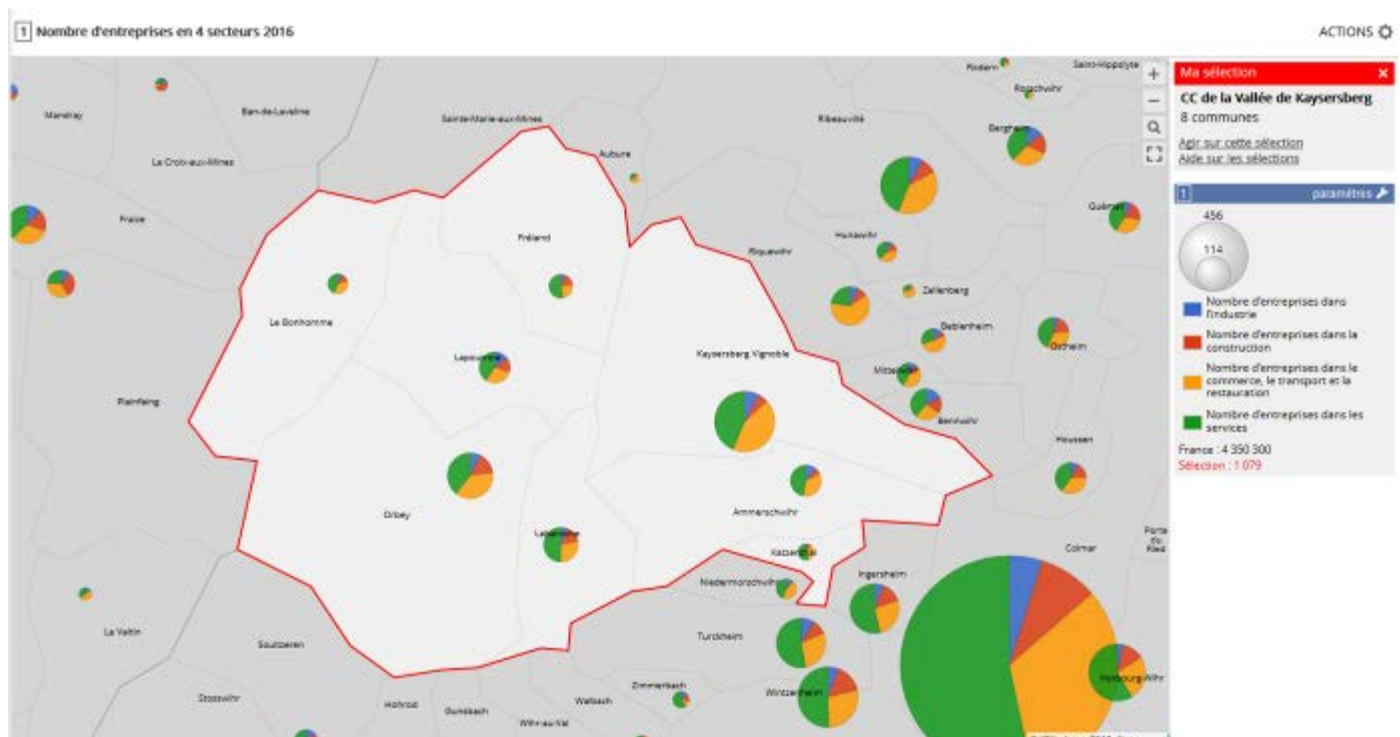 1 Nombre d'entreprises en 4 secteurs 2016
ACTIONS
Rodern
Saint-Hippolyte
Rorschwihr
Mandray
Ban-de-Laveline
Sainte-Marie-aux-Mines
Ribeauvillé
Bergheim
La Croix-aux-Mines
Aubure
Fraize
Fréland
Riquewihr
Hunawihr
Guémar
Zellenberg
Le Bonhomme
Beblenheim
Ostheim
Lapoutroie
Kaysersberg Vignoble
Mittelwihr
Plainfaing
Bennwihr
Houssen
Orbey
Ammerschwihr
Labaroche
Katzenthal
Colmar
Porte
du
Ried
Niedermorschwihr
Ingersheim
Le Valtin
Soultzeren
Turckheim
Horbourg-Wihr
Stosswihr
Hohrod
Gunsbach
Wihr-au-Val
Walbach
Zimmerbach
Wintzenheim
Ma sélection
CC de la Vallée de Kaysersberg
8 communes
Agir sur cette sélection
Aide sur les sélections
1 paramètres
456
114
Nombre d'entreprises dans
l'industrie
Nombre d'entreprises dans la
construction
Nombre d'entreprises dans le
commerce, le transport et la
restauration
Nombre d'entreprises dans les
services
France : 4 350 300
Sélection : 1 079